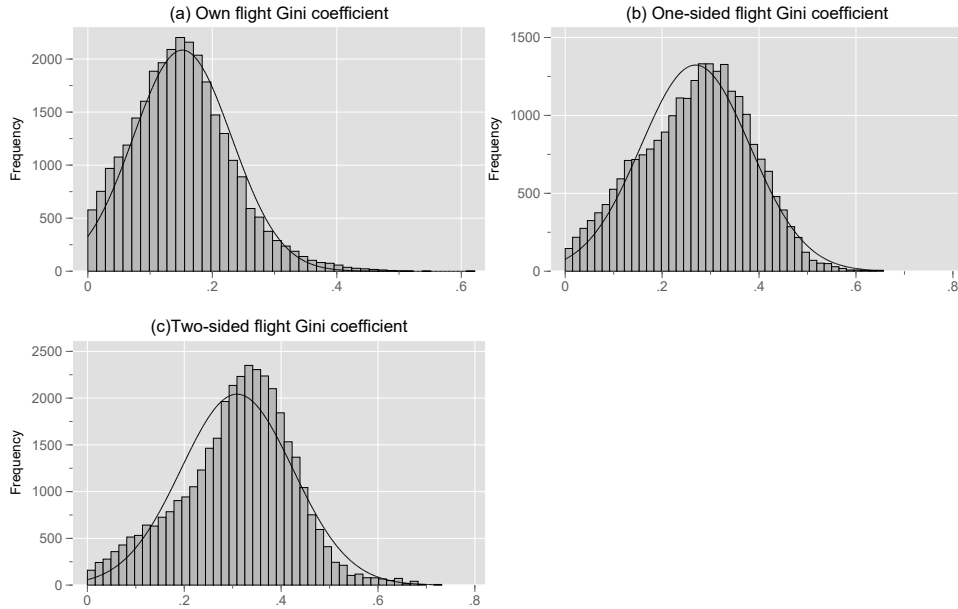 (a) Own flight Gini coefficient
Frequency
2000
1500
1000
500
0
0 .2 .4 .6
(b) One-sided flight Gini coefficient
Frequency
1500
1000
500
0
0 .2 .4 .6 .8
(c)Two-sided flight Gini coefficient
Frequency
2500
2000
1500
1000
500
0
0 .2 .4 .6 .8